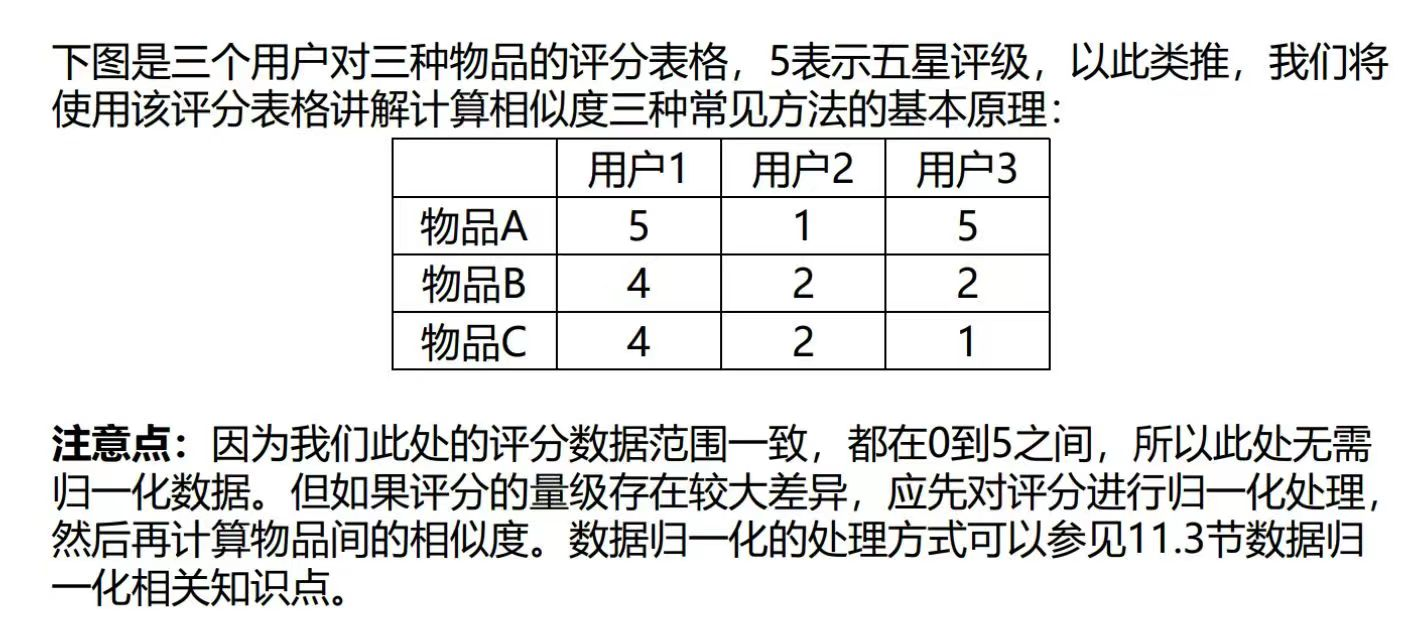 下图是三个用户对三种物品的评分表格，5表示五星评级，以此类推，我们将
使用该评分表格讲解计算相似度三种常见方法的基本原理：
用户1 用户2 用户3
物品A 5 1 5
物品B 4 2 2
物品C 4 2 1
注意点：因为我们此处的评分数据范围一致，都在0到5之间，所以此处无需
归一化数据。但如果评分的量级存在较大差异，应先对评分进行归一化处理，
然后再计算物品间的相似度。数据归一化的处理方式可以参见11.3节数据归
一化相关知识点。